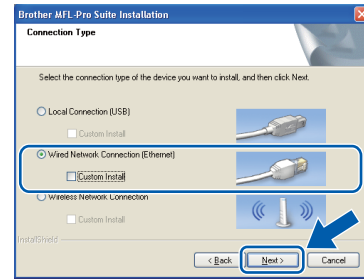 Brother MFL-Pro Suite Installation
Connection Type
Select the connection type of the device you want to install, and then click Next.
Local Connection (USB)
Custom Install
Wired Network Connection (Ethernet)
Custom Install
Wireless Network Connection
Custom Install
InstallShield
< Back
Next >
Cancel